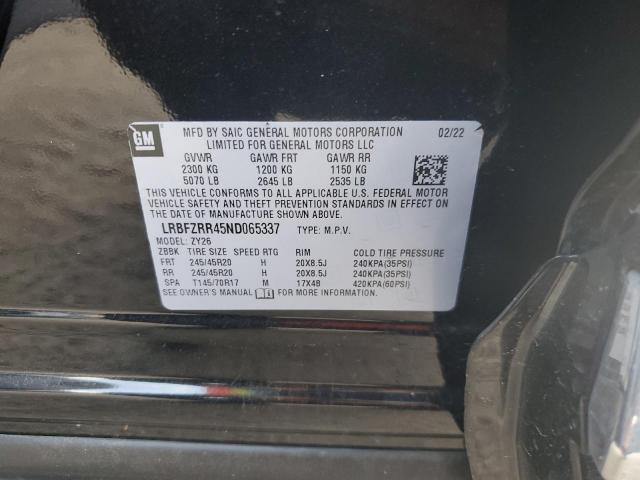 GM
MFD BY SAIC GENERAL MOTORS CORPORATION 02/22
LIMITED FOR GENERAL MOTORS LLC
GVWR GAWR FRT GAWR RR
2300 KG 1200 KG 1150 KG
5070 LB 2645 LB 2535 LB
THIS VEHICLE CONFORMS TO ALL APPLICABLE U.S. FEDERAL MOTOR
VEHICLE SAFETY AND THEFT PREVENTION STANDARDS IN EFFECT ON
THE DATE OF MANUFACTURE SHOWN ABOVE.
LRBFZRR45ND065337 TYPE: M.P.V.
MODEL: ZY26
ZBBK TIRE SIZE SPEED RTG RIM COLD TIRE PRESSURE
FRT 245/45R20 H 20X8.5J 240KPA(35PSI)
RR 245/45R20 H 20X8.5J 240KPA(35PSI)
SPA T145/70R17 M 17X4B 420KPA(60PSI)
SEE OWNER'S MANUAL FOR MORE INFORMATION.